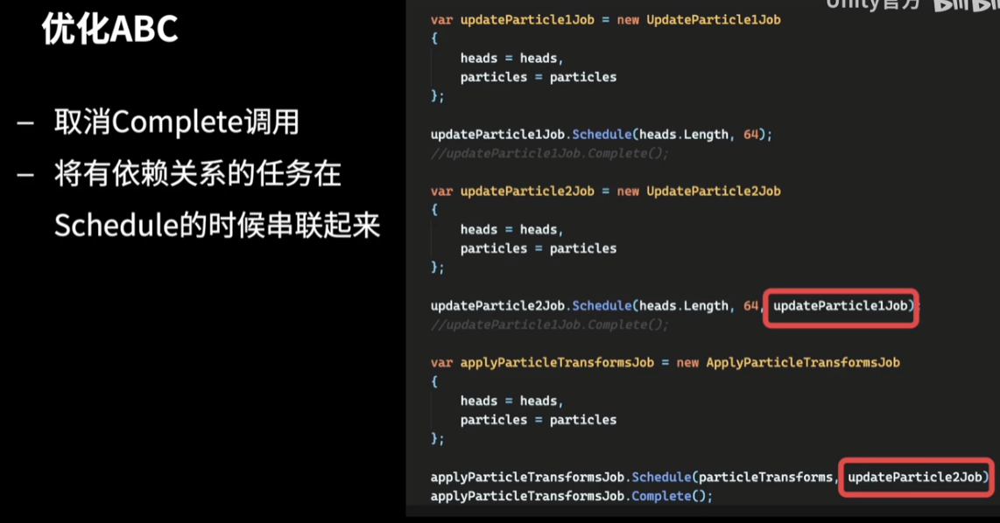 优化ABC
– 取消Complete调用
– 将有依赖关系的任务在
Schedule的时候串联起来
Unity官方 bilibili
var updateParticle1Job = new UpdateParticle1Job
{
heads = heads,
particles = particles
};
updateParticle1Job.Schedule(heads.Length, 64);
//updateParticle1Job.Complete();
var updateParticle2Job = new UpdateParticle2Job
{
heads = heads,
particles = particles
};
updateParticle2Job.Schedule(heads.Length, 64, updateParticle1Job);
//updateParticle1Job.Complete();
var applyParticleTransformsJob = new ApplyParticleTransformsJob
{
heads = heads,
particles = particles
};
applyParticleTransformsJob.Schedule(particleTransforms, updateParticle2Job)
applyParticleTransformsJob.Complete();